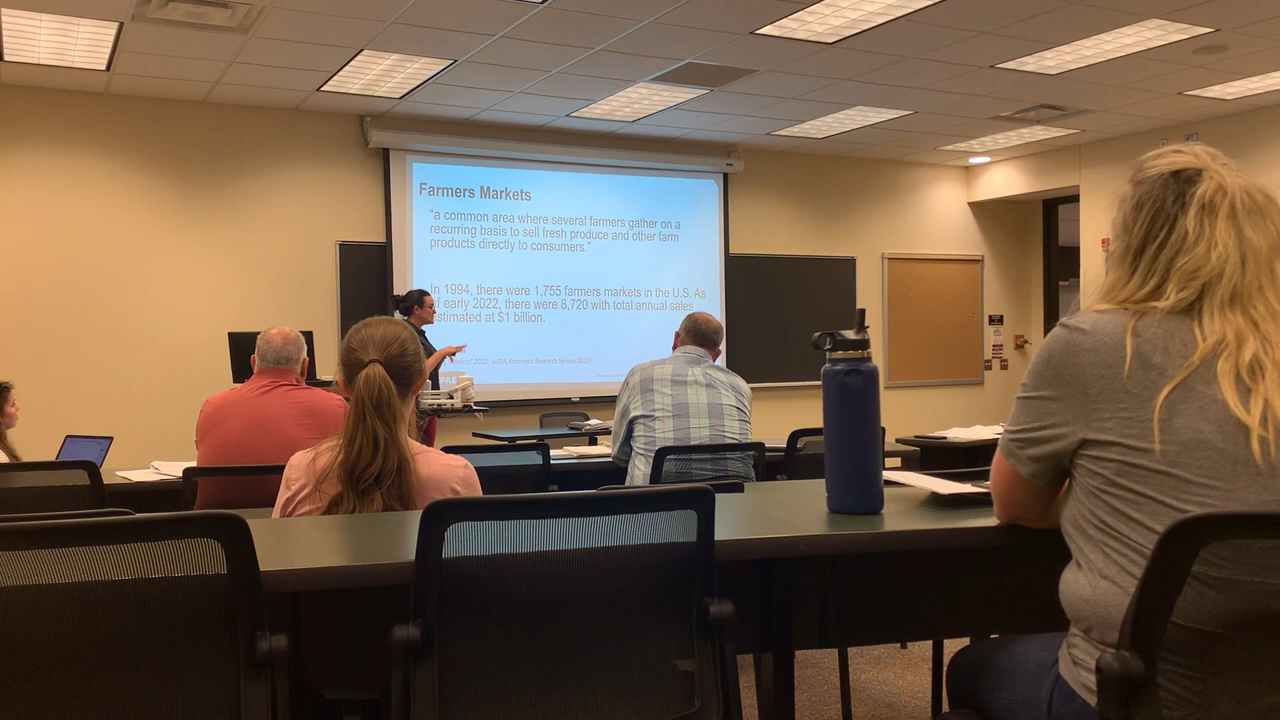 Farmers Markets
"a common area where several farmers gather on a
recurring basis to sell fresh produce and other farm
products directly to consumers."
In 1994, there were 1,755 farmers markets in the U.S. As
of early 2022, there were 8,720 with total annual sales
estimated at $1 billion.
2022; USDA, Economic Research Service 2015)